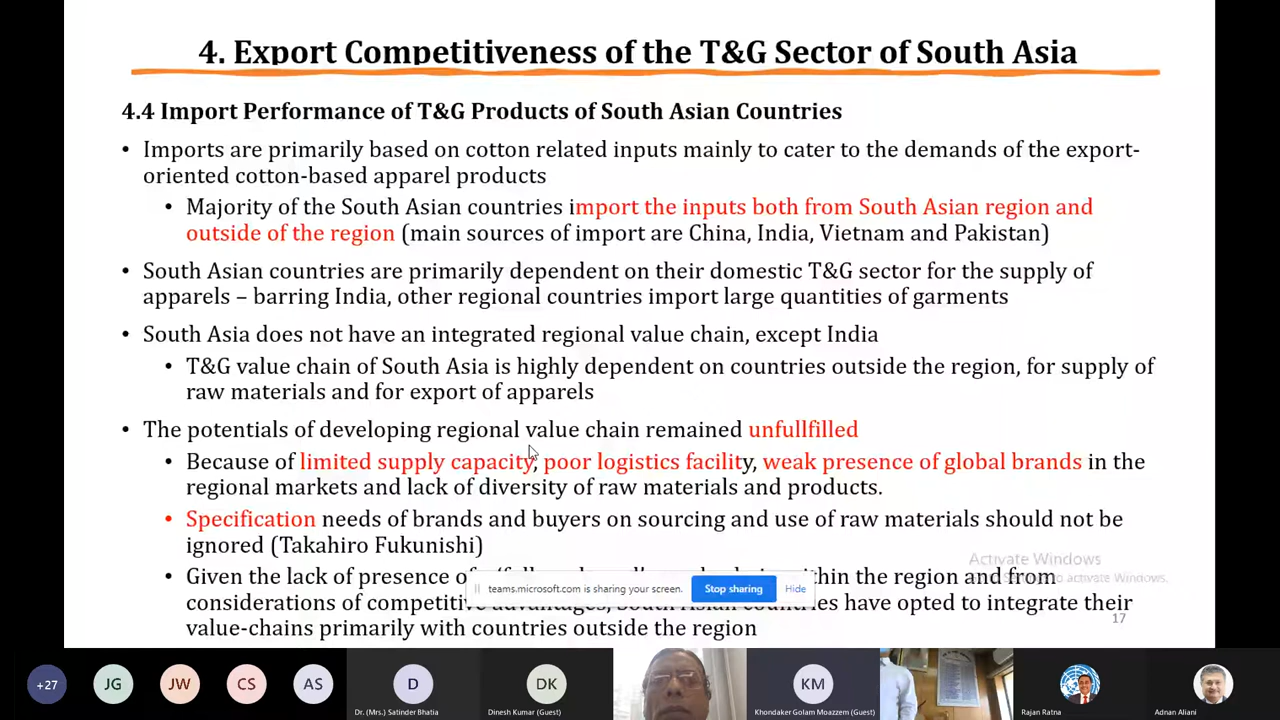 4. Export Competitiveness of the T&G Sector of South Asia
4.4 Import Performance of T&G Products of South Asian Countries
• Imports are primarily based on cotton related inputs mainly to cater to the demands of the export-
oriented cotton-based apparel products
• Majority of the South Asian countries import the inputs both from South Asian region and
outside of the region (main sources of import are China, India, Vietnam and Pakistan)
• South Asian countries are primarily dependent on their domestic T&G sector for the supply of
apparels – barring India, other regional countries import large quantities of garments
• South Asia does not have an integrated regional value chain, except India
• T&G value chain of South Asia is highly dependent on countries outside the region, for supply of
raw materials and for export of apparels
• The potentials of developing regional value chain remained unfullfilled
• Because of limited supply capacity, poor logistics facility, weak presence of global brands in the
regional markets and lack of diversity of raw materials and products.
• Specification needs of brands and buyers on sourcing and use of raw materials should not be
ignored (Takahiro Fukunishi)
• Given the lack of presence of within the region and from
considerations of competitive advantages, South Asian countries have opted to integrate their
value-chains primarily with countries outside the region
Activate Windows
to activate Windows.
teams.microsoft.com is sharing your screen.
Stop sharing
Hide
17
+27
JG
JW
CS
AS
D
DK
KM
Dr. (Mrs.) Satinder Bhatia
Dinesh Kumar (Guest)
Khondaker Golam Moazzem (Guest)
Rajan Ratna
Adnan Aliani